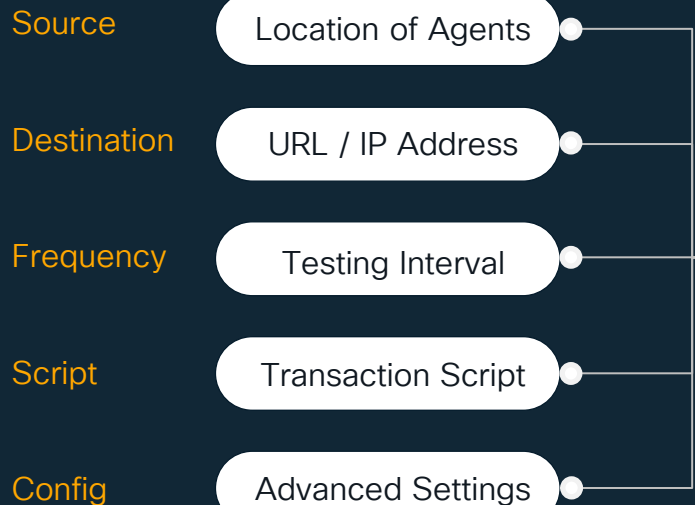 Source
Location of Agents
Destination
URL / IP Address
Frequency
Testing Interval
Script
Transaction Script
Config
Advanced Settings